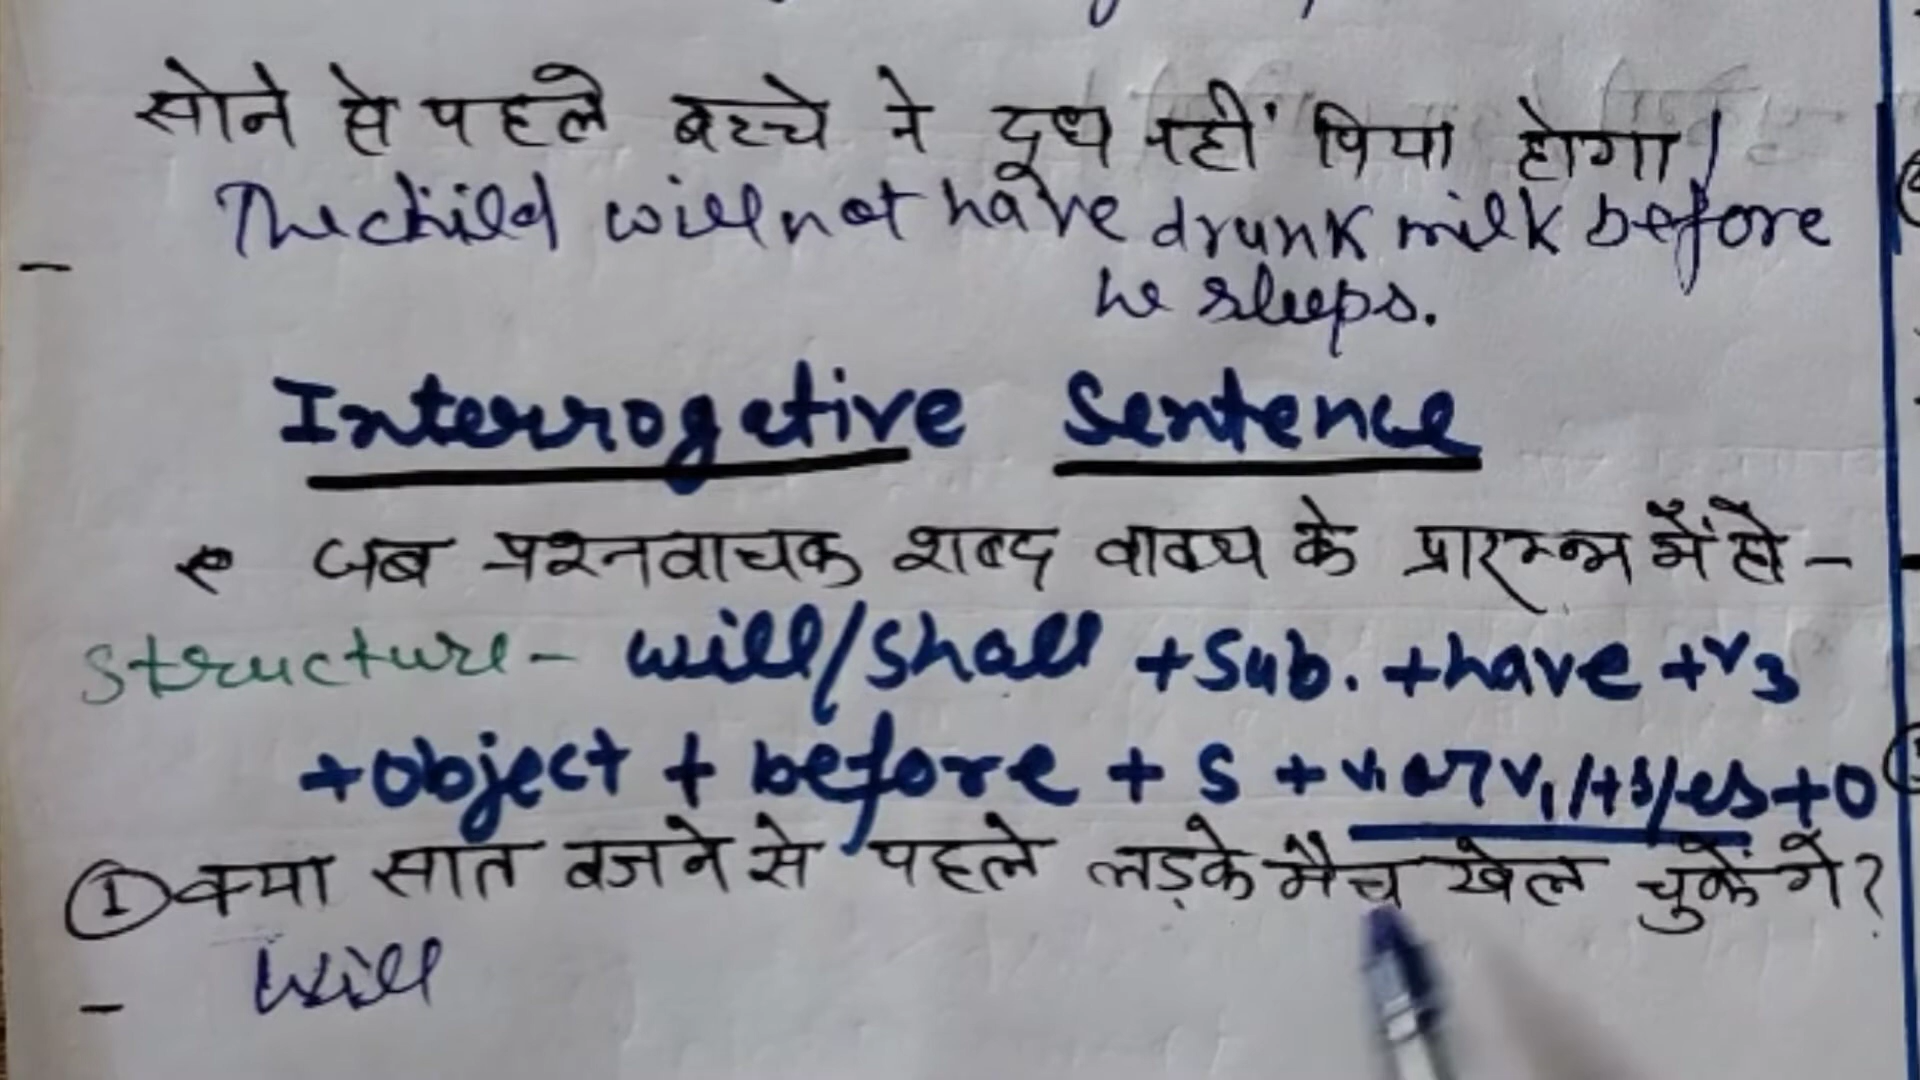 सोने से पहले बच्चे ने दूध नहीं पिया होगा।
The child will not have drunk milk before
he sleeps.
Interrogative Sentence
जब प्रश्नवाचक शब्द वाक्य के प्रारम्भ में हो -
Structure - will/shall + Sub. + have + v3
+ object + before + S + v1 or v1/+s/es + O
① क्या सात बजने से पहले लड़के मैच खेल चुकेंगे?
- Will